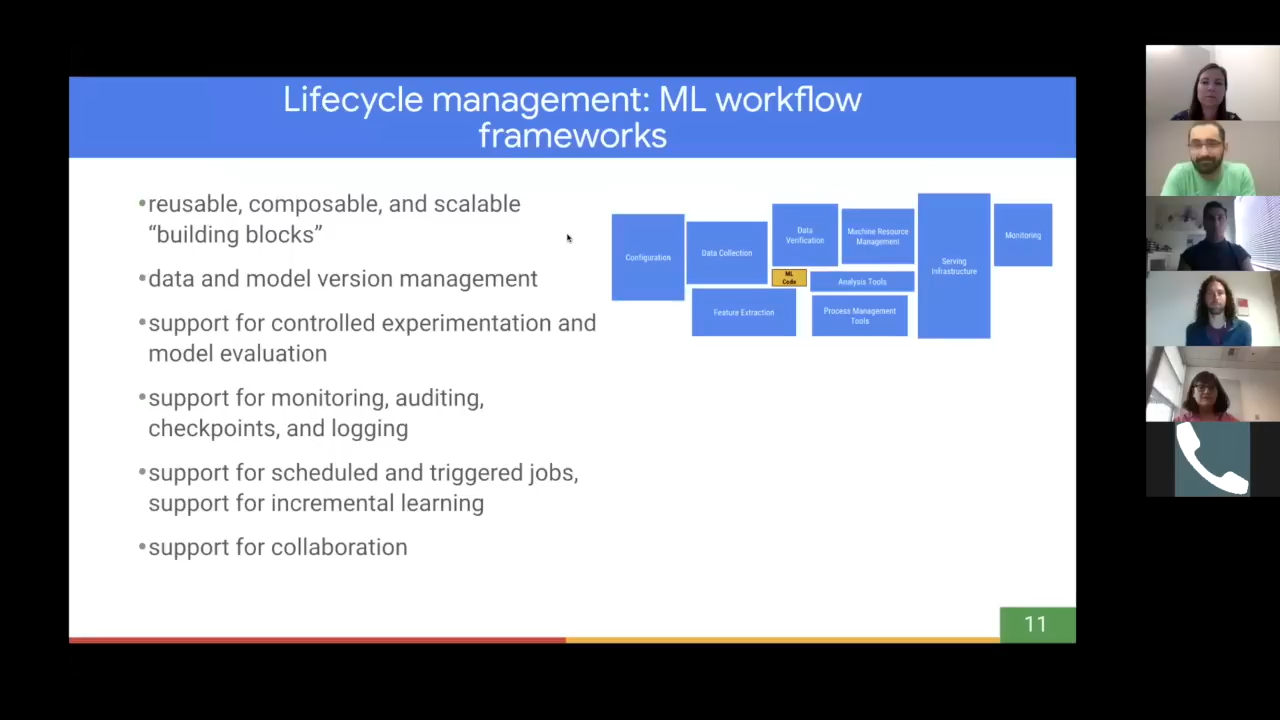 Lifecycle management: ML workflow
frameworks
•reusable, composable, and scalable
“building blocks”
•data and model version management
•support for controlled experimentation and
model evaluation
•support for monitoring, auditing,
checkpoints, and logging
•support for scheduled and triggered jobs,
support for incremental learning
•support for collaboration
Configuration
Data Collection
Data
Verification
Machine Resource
Management
ML
Code
Analysis Tools
Feature Extraction
Process Management
Tools
Serving
Infrastructure
Monitoring
11